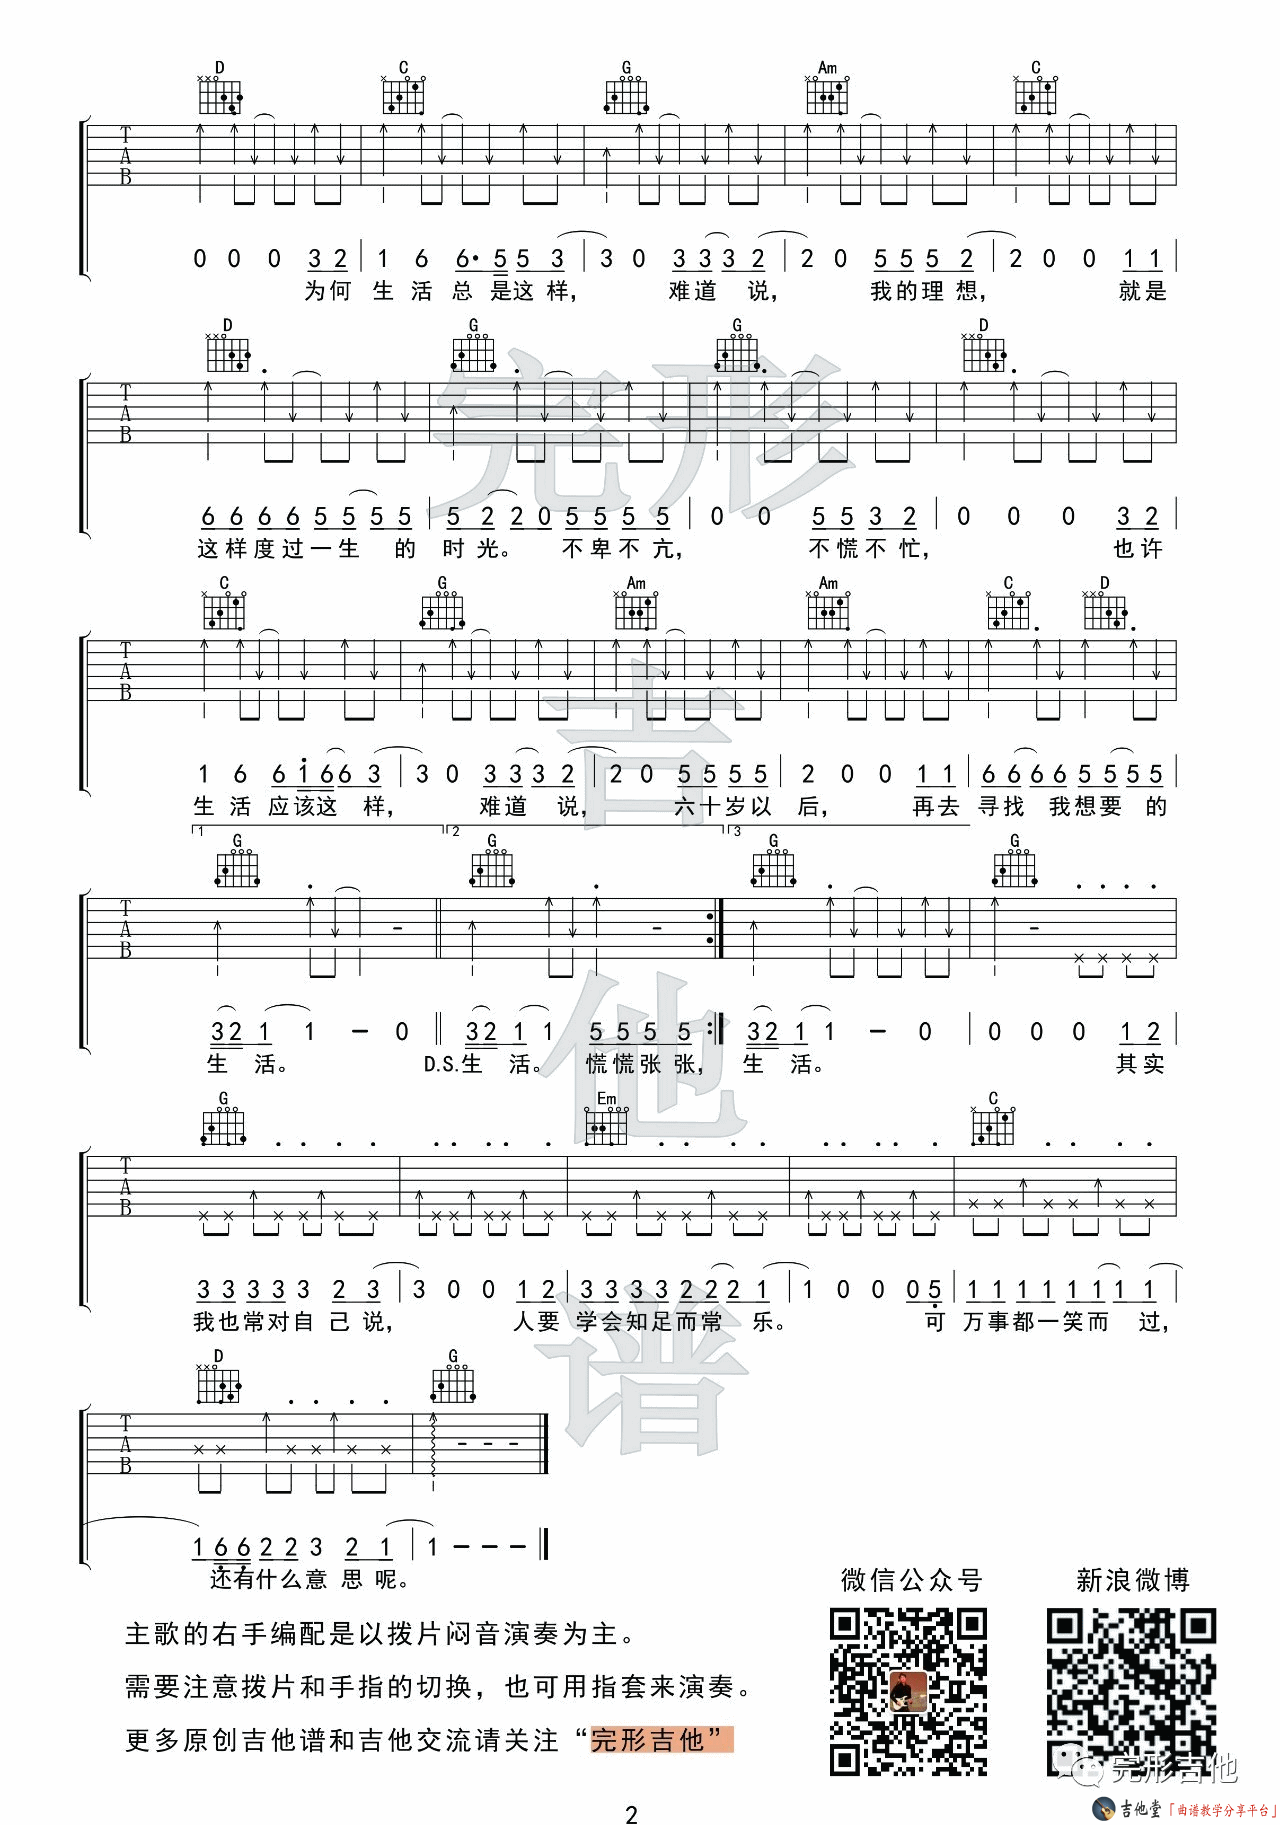 D C G Am C
T A B
0 0 0 3 2 | 1 6 6· 5 5 3 | 3 0 3 3 3 2 | 2 0 5 5 5 2 | 2 0 0 1 1
为何 生 活 总 是这 样, 难道 说, 我的理 想, 就是
D G G D
T A B
6 6 6 6 5 5 5 5 | 5 2 2 0 5 5 5 5 | 0 0 5 5 3 2 | 0 0 0 3 2
这样度过一生 的 时 光。 不卑不亢, 不慌不忙, 也许
C G Am Am C D
T A B
1 6 6 1 6 6 3 | 3 0 3 3 3 2 | 2 0 5 5 5 5 | 2 0 0 1 1 | 6 6 6 6 5 5 5 5
生 活 应 该这 样, 难道 说, 六十岁以 后, 再去 寻找 我想要 的
1 2 3
G G G G
T A B
3 2 1 1 – 0 || 3 2 1 1 5 5 5 5 :|| 3 2 1 1 – 0 | 0 0 0 1 2
生 活。 D.S.生 活。 慌慌张 张, 生 活。 其实
G Em C
T A B
3 3 3 3 3 2 3 | 3 0 0 1 2 | 3 3 3 3 2 2 2 1 | 1 0 0 0 5 | 1 1 1 1 1 1 1 1
我也常对自 己 说, 人要 学会知足而常 乐。 可 万事都一笑而 过,
D G
T A B
1 6 6 2 2 3 2 1 | 1 – – –
还有什么意 思 呢。
微信公众号 新浪微博
主歌的右手编配是以拨片闷音演奏为主。
需要注意拨片和手指的切换，也可用指套来演奏。
更多原创吉他谱和吉他交流请关注“完形吉他”
完形吉他谱
完形吉他
吉他堂「曲谱教学分享平台」
2